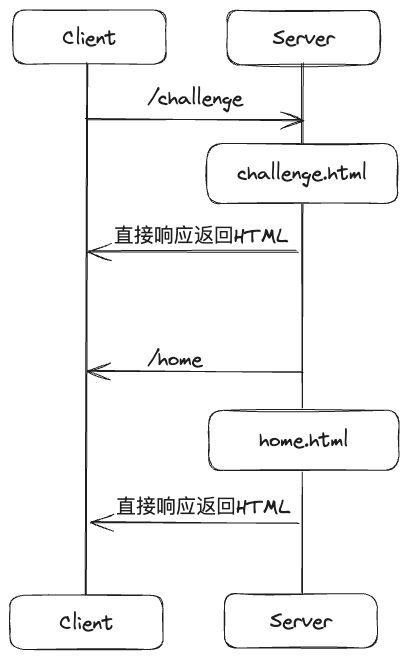 Client
Server
/challenge
challenge.html
直接响应返回HTML
/home
home.html
直接响应返回HTML
Client
Server